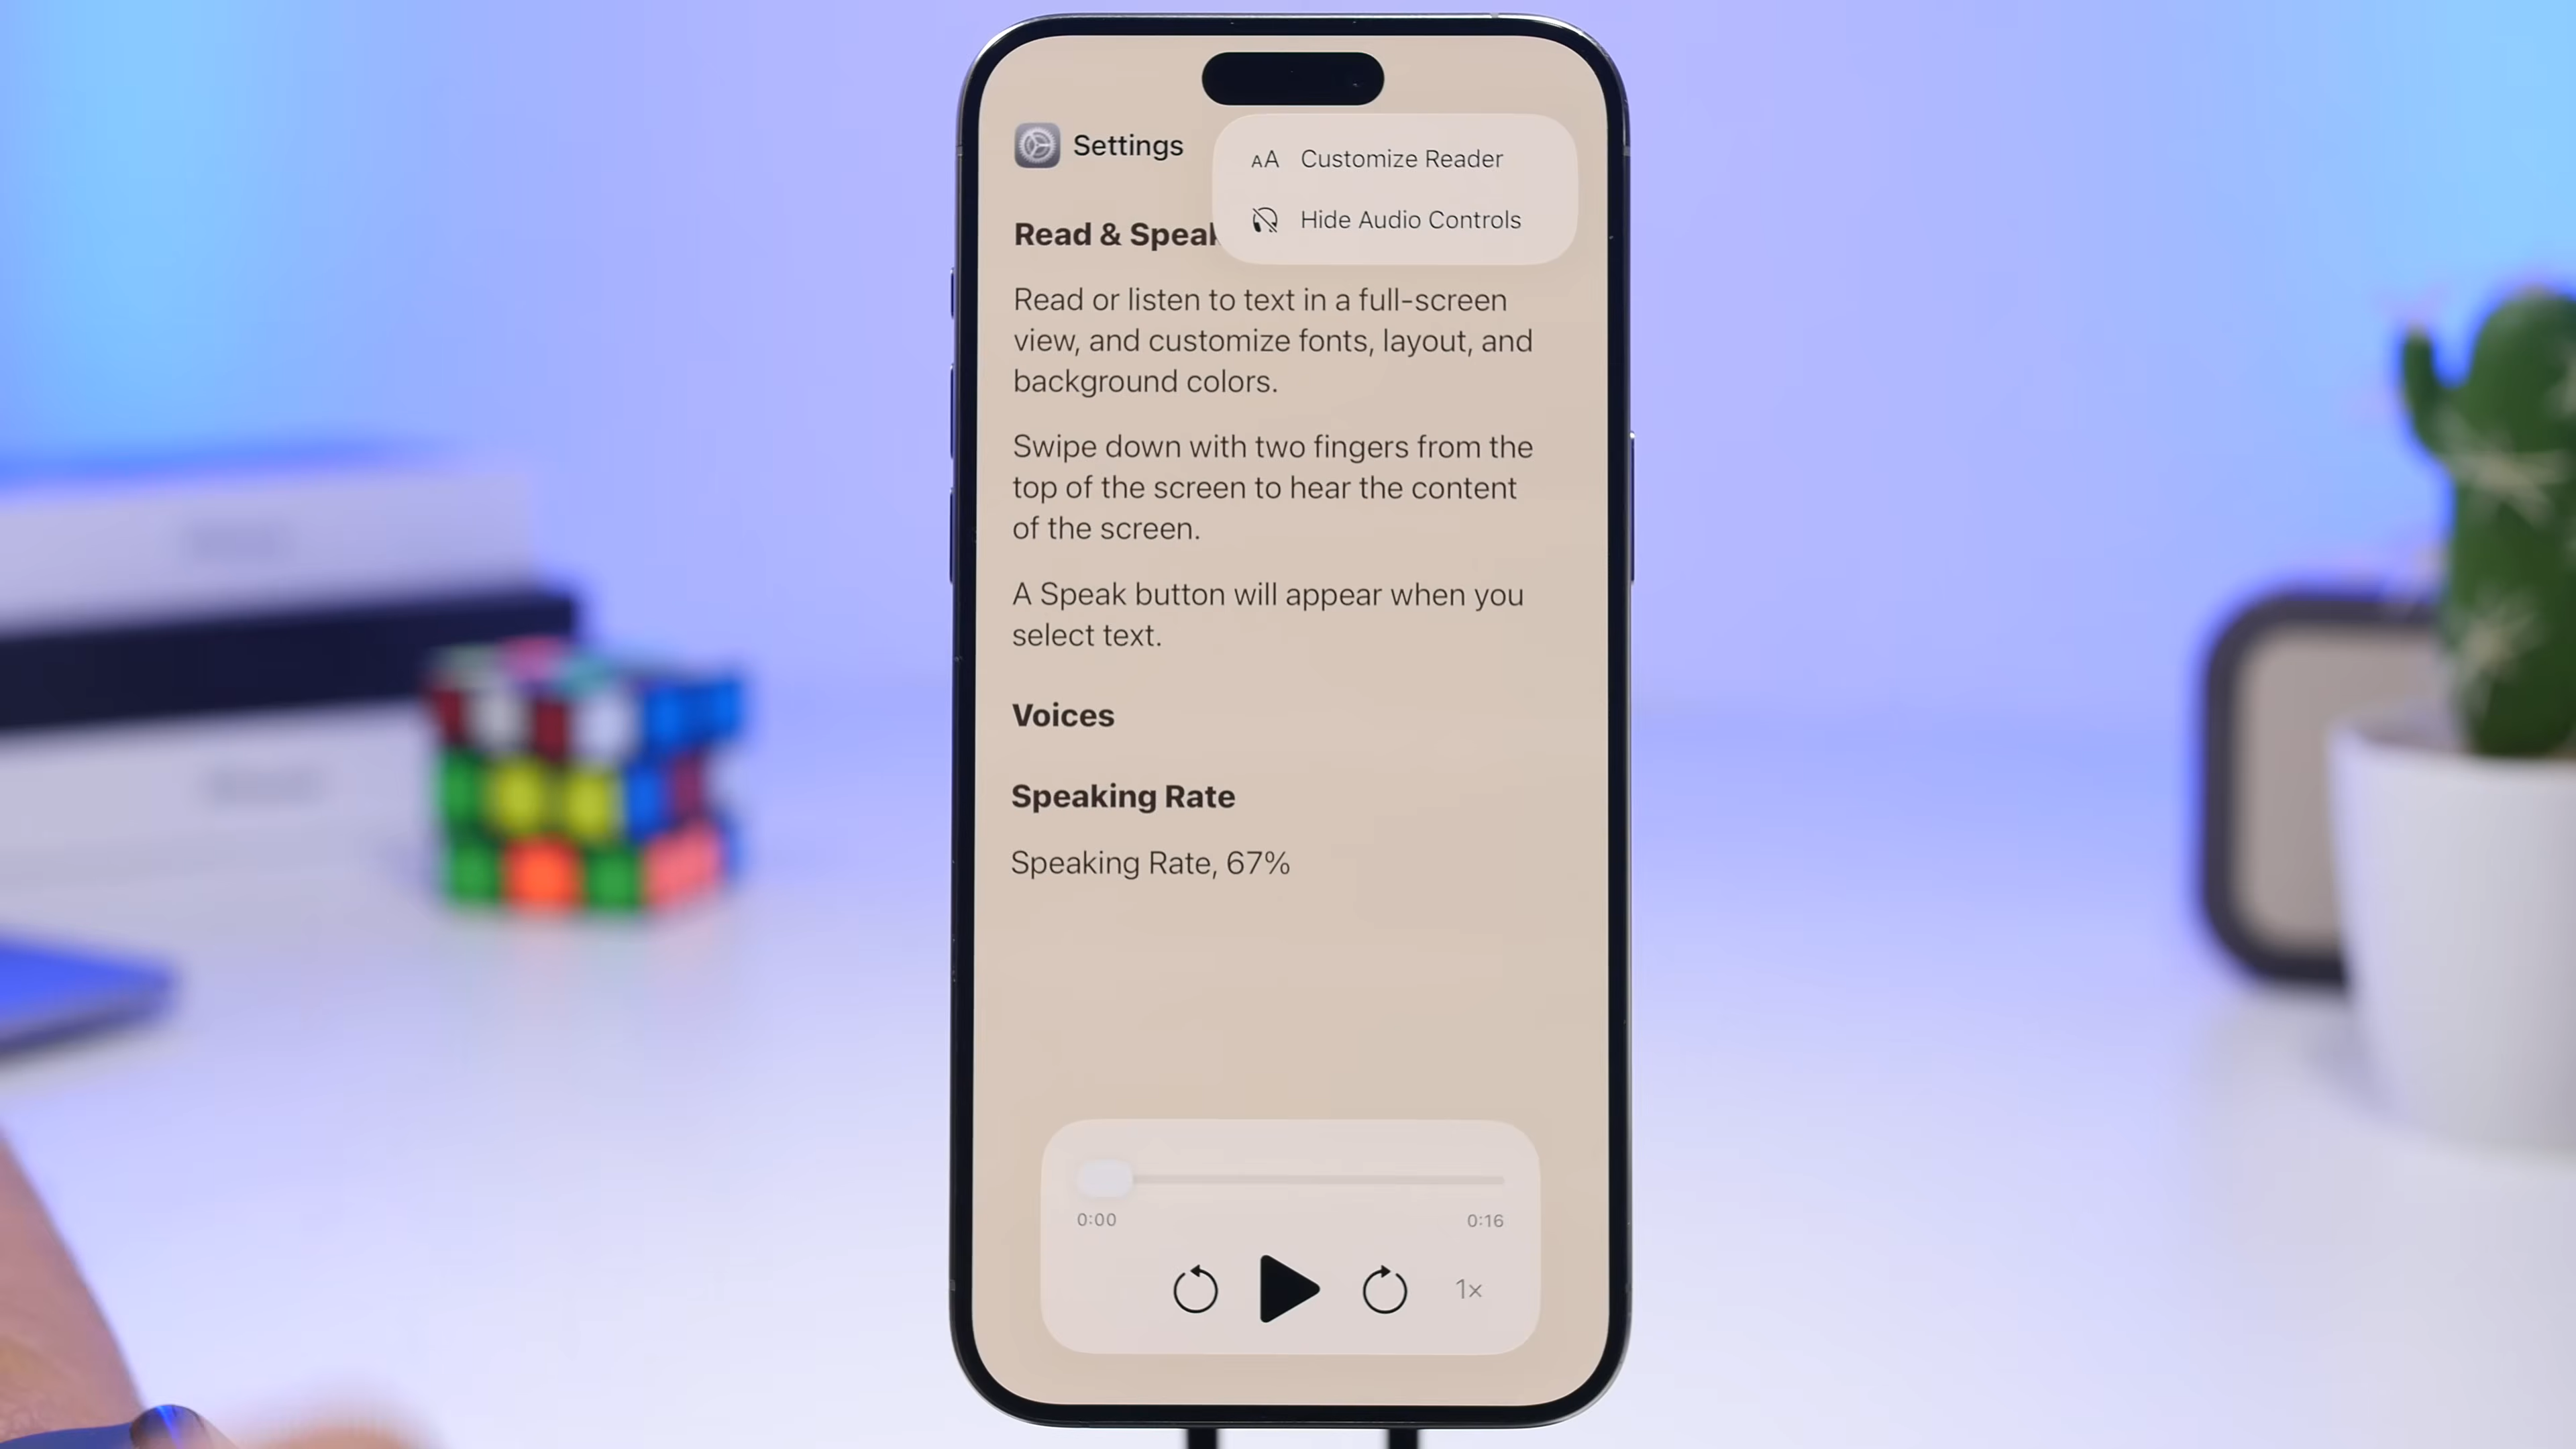 Settings
AA Customize Reader
Hide Audio Controls
Read & Speak
Read or listen to text in a full-screen
view, and customize fonts, layout, and
background colors.
Swipe down with two fingers from the
top of the screen to hear the content
of the screen.
A Speak button will appear when you
select text.
Voices
Speaking Rate
Speaking Rate, 67%
0:00
0:16
1×